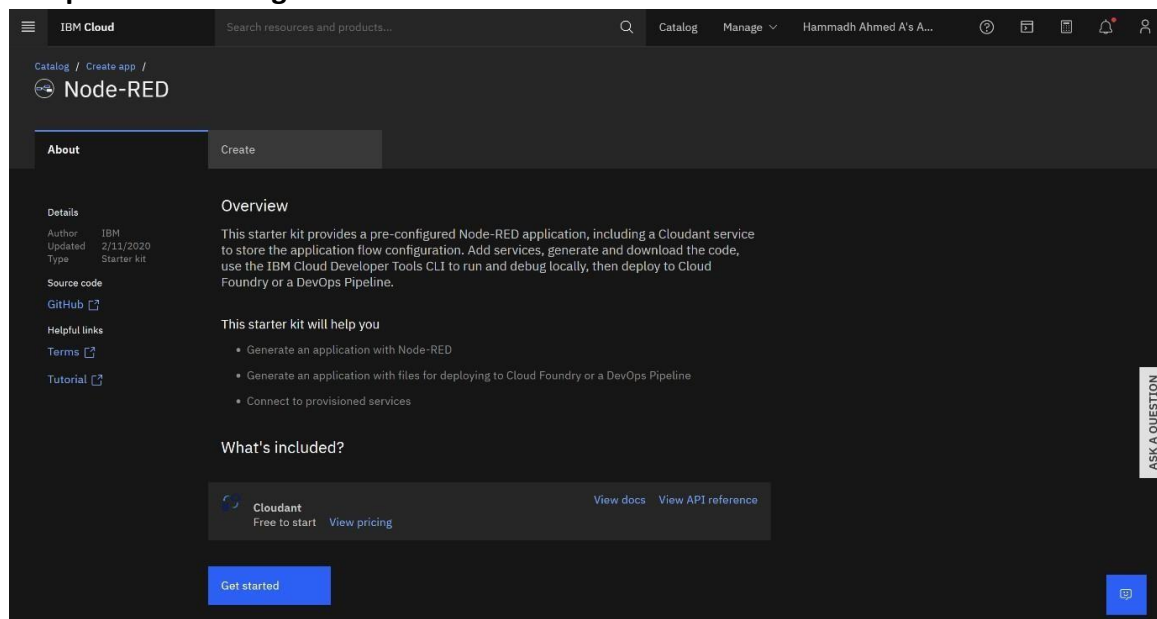 IBM Cloud
Search resources and products...
Catalog
Manage
Hammadh Ahmed A's A...
Catalog / Create app /
Node-RED
About
Create
Details
Author IBM
Updated 2/11/2020
Type Starter kit
Source code
GitHub
Helpful links
Terms
Tutorial
Overview
This starter kit provides a pre-configured Node-RED application, including a Cloudant service
to store the application flow configuration. Add services, generate and download the code,
use the IBM Cloud Developer Tools CLI to run and debug locally, then deploy to Cloud
Foundry or a DevOps Pipeline.
This starter kit will help you
• Generate an application with Node-RED
• Generate an application with files for deploying to Cloud Foundry or a DevOps Pipeline
• Connect to provisioned services
What's included?
Cloudant
Free to start View pricing
View docs View API reference
Get started
ASK A QUESTION